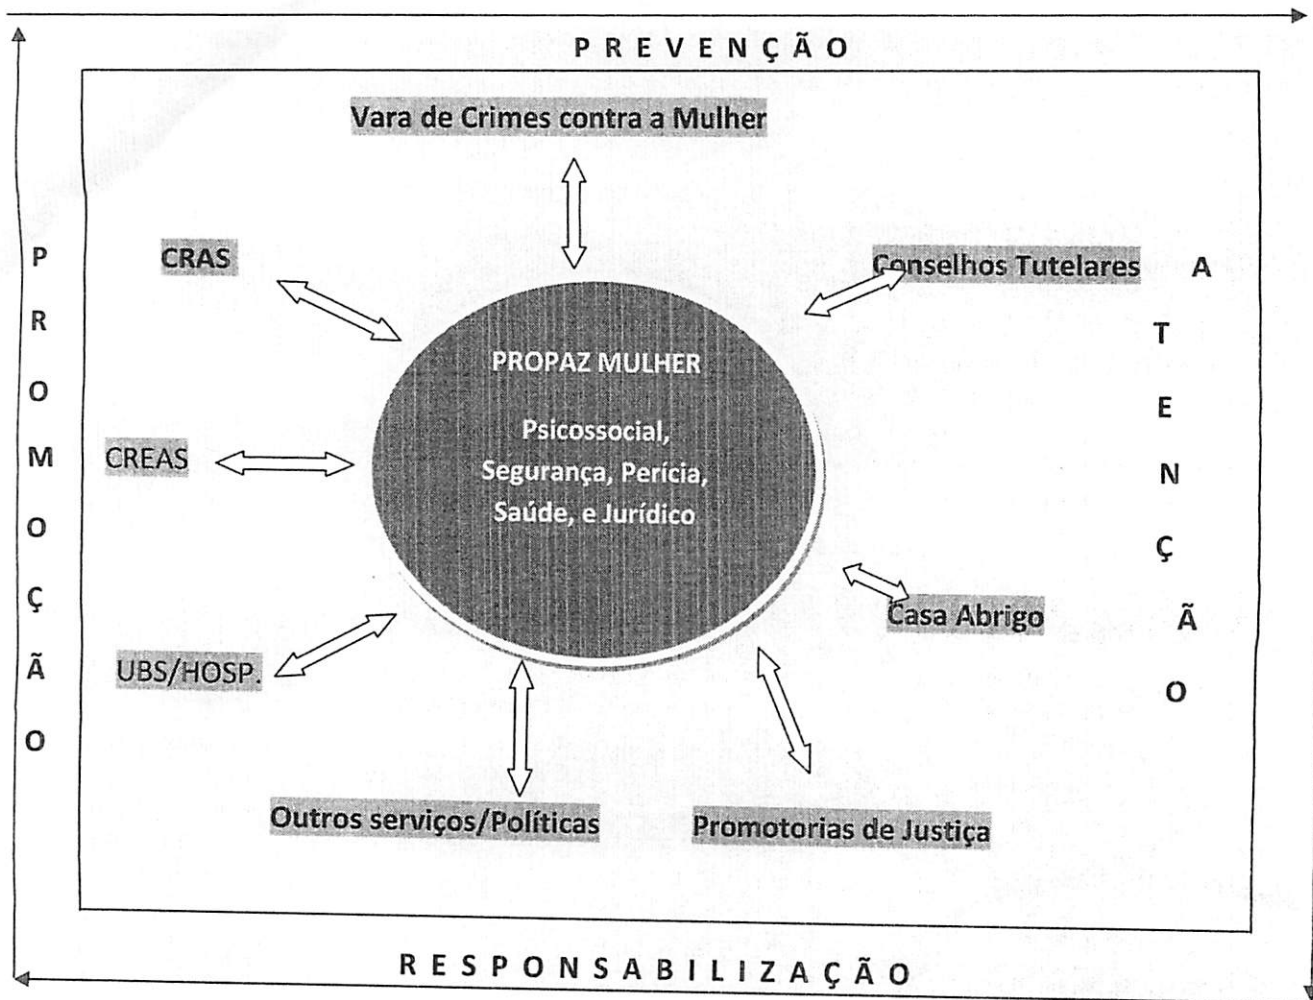 PREVENÇÃO
Vara de Crimes contra a Mulher
CRAS
Conselhos Tutelares
PROMOÇÃO
ATENÇÃO
PROPAZ MULHER
Psicossocial,
Segurança, Perícia,
Saúde, e Jurídico
CREAS
Casa Abrigo
UBS/HOSP.
Outros serviços/Políticas
Promotorias de Justiça
RESPONSABILIZAÇÃO